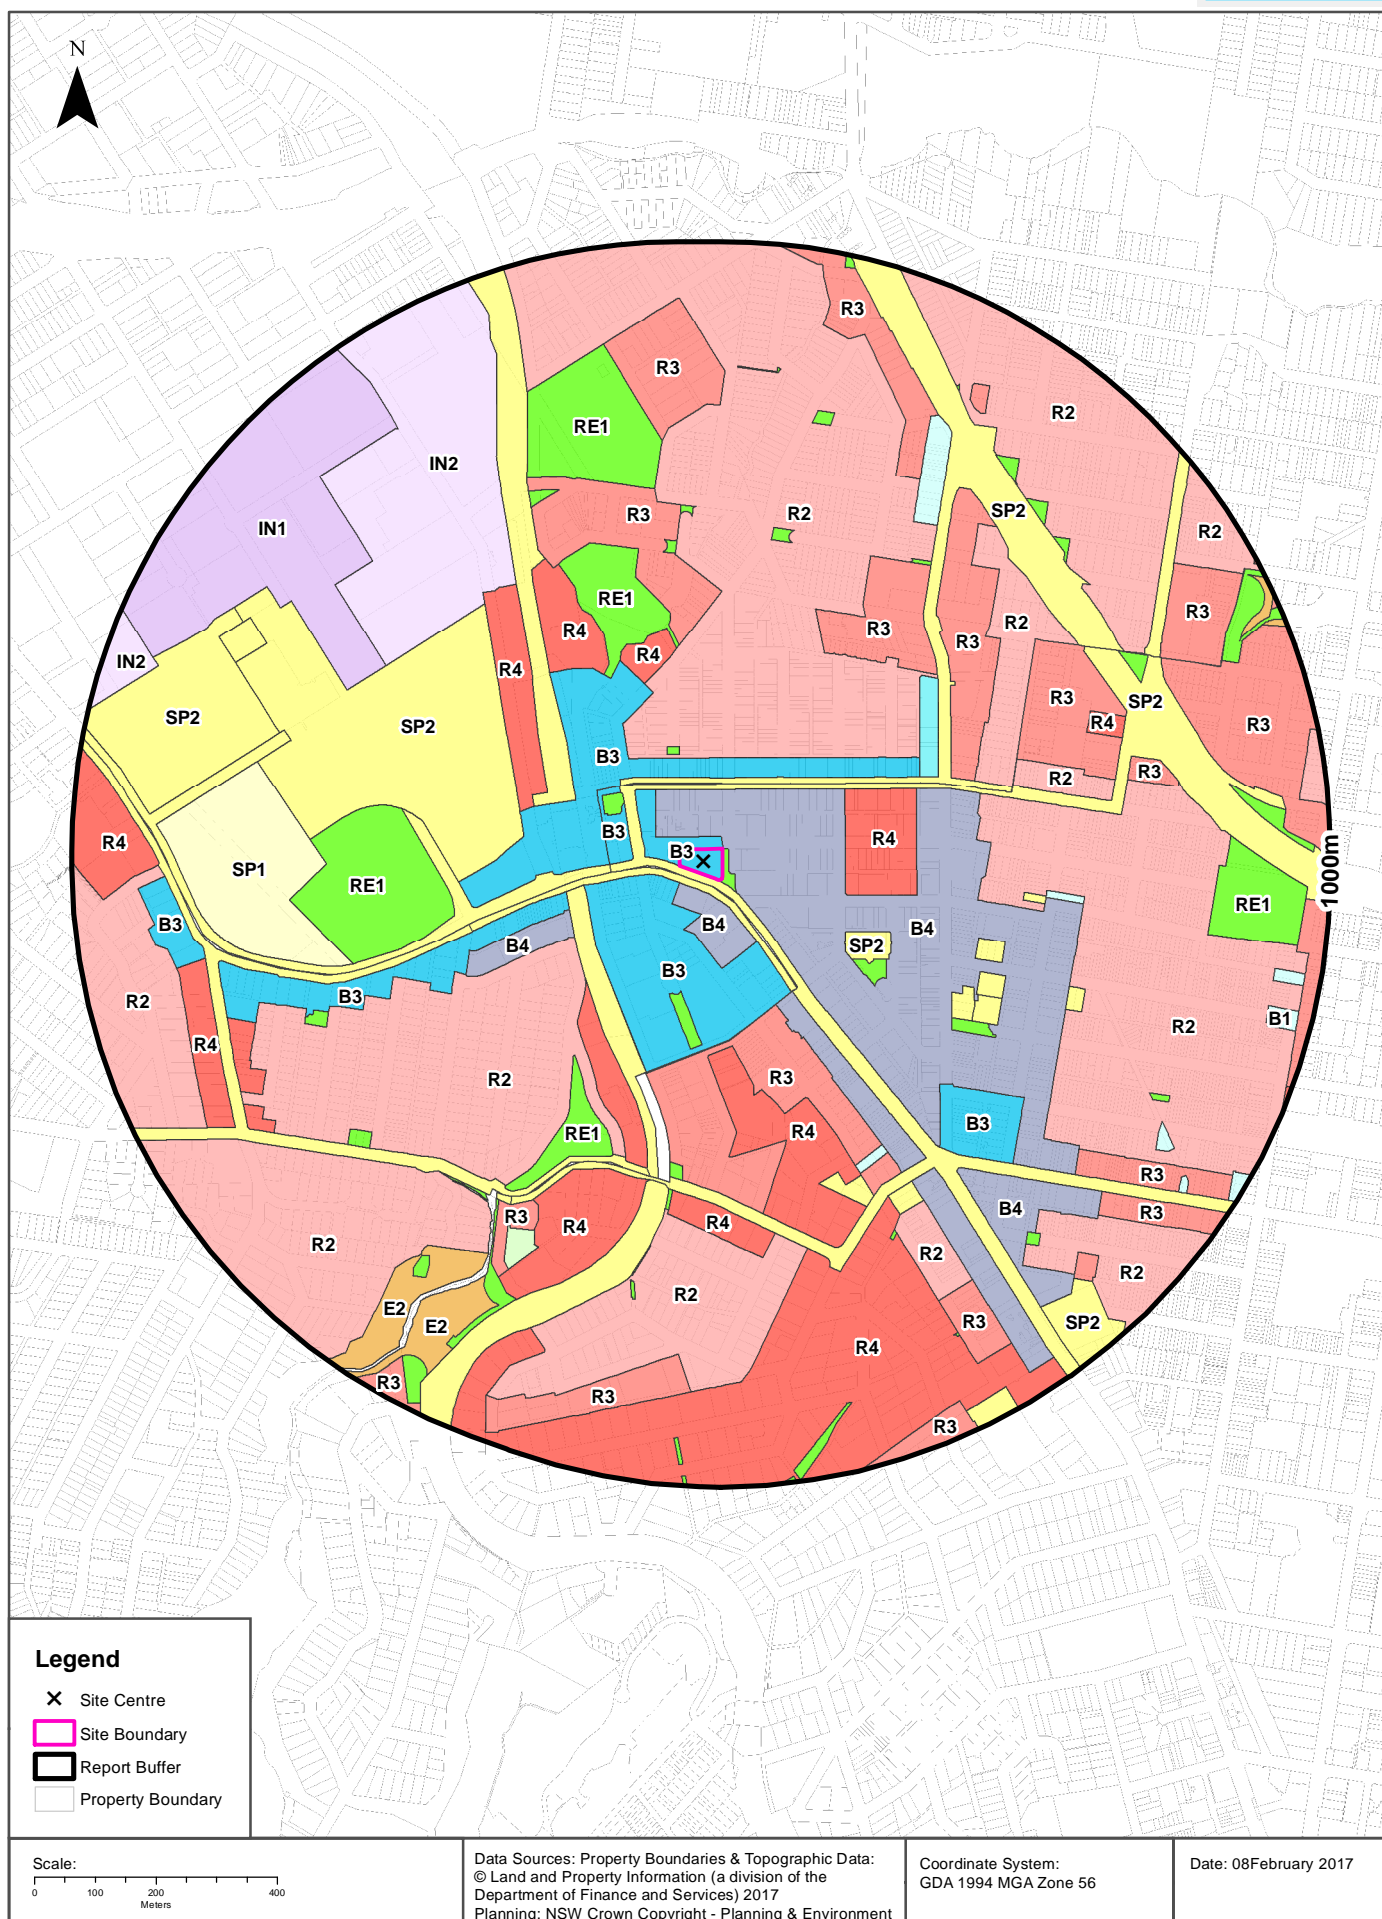 N
R3
R3
R2
RE1
IN2
R2
SP2
R3
IN1
R2
RE1
R3
R2
R4
R3
R3
R4
IN2
R4
R3
SP2
R3
SP2
R4
R3
SP2
B3
R3
R2
B3
R4
R4
B3
SP1
RE1
1000m
RE1
B3
B4
B4
B4
SP2
B3
R2
B3
B1
R2
R4
R3
R2
B3
RE1
R4
R3
B4
R3
R3
R4
R4
R2
R2
R2
R2
E2
SP2
R3
E2
R4
R3
R3
R3
Legend
Site Centre
Site Boundary
Report Buffer
Property Boundary
Scale:
0 100 200 400
Meters
Data Sources: Property Boundaries & Topographic Data:
© Land and Property Information (a division of the
Department of Finance and Services) 2017
Planning: NSW Crown Copyright - Planning & Environment
Coordinate System:
GDA 1994 MGA Zone 56
Date: 08February 2017